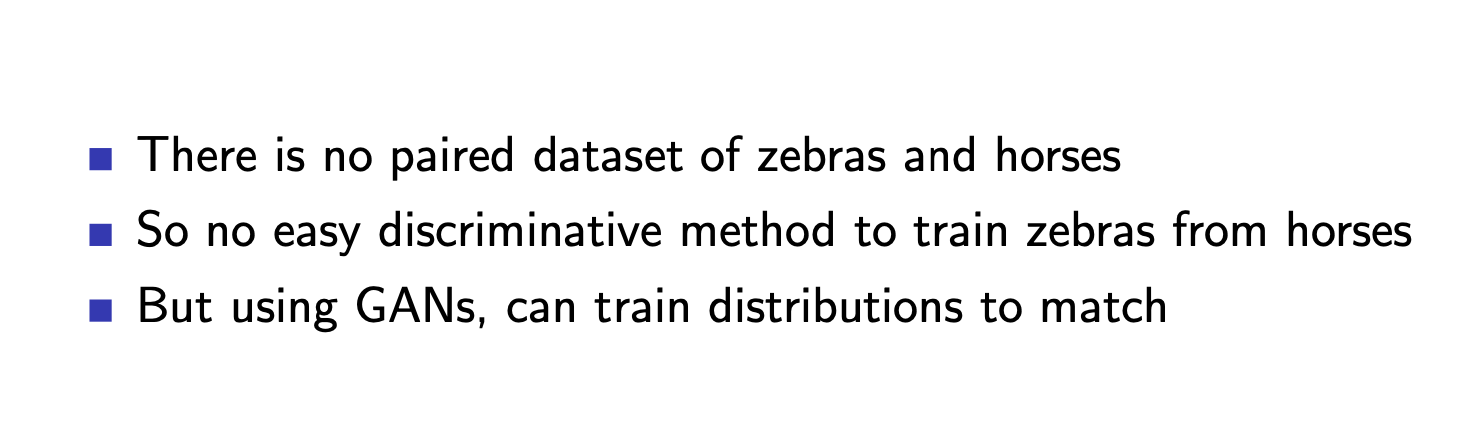 There is no paired dataset of zebras and horses
So no easy discriminative method to train zebras from horses
But using GANs, can train distributions to match